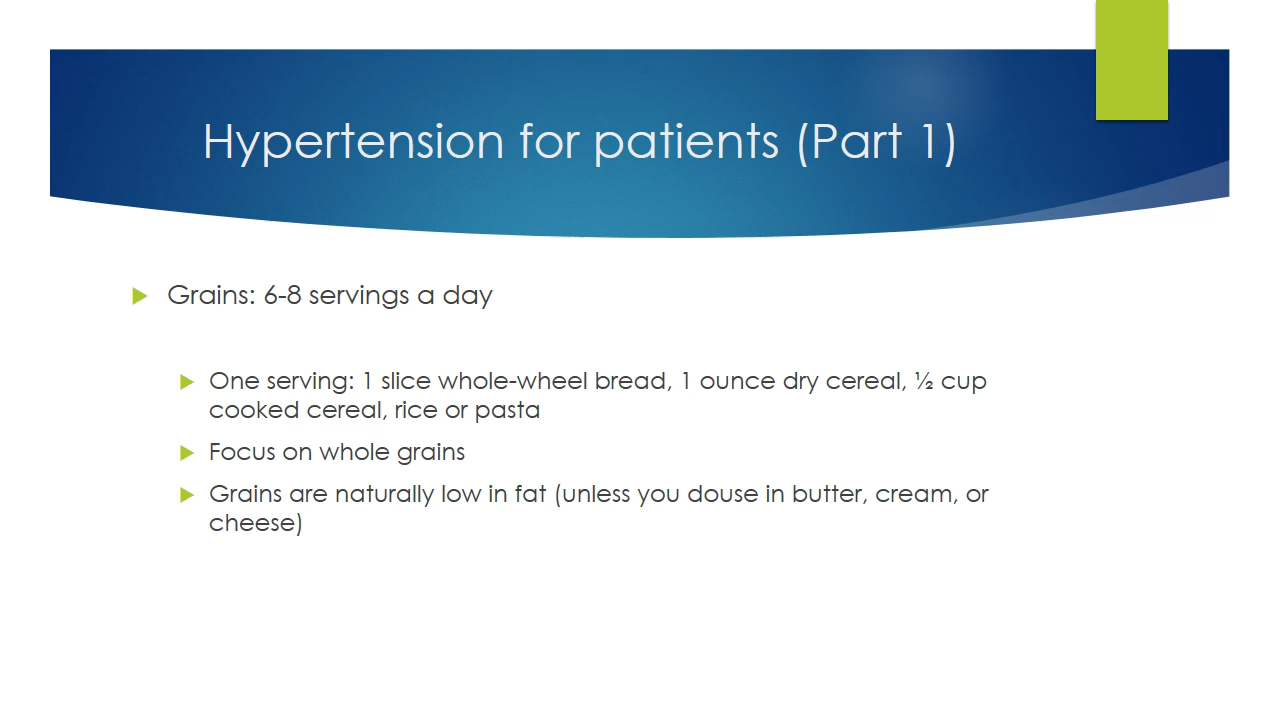 Hypertension for patients (Part 1)
Grains: 6-8 servings a day
One serving: 1 slice whole-wheel bread, 1 ounce dry cereal, ½ cup
cooked cereal, rice or pasta
Focus on whole grains
Grains are naturally low in fat (unless you douse in butter, cream, or
cheese)